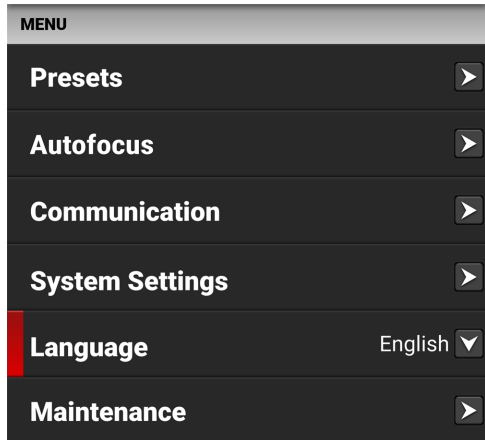 MENU
Presets
Autofocus
Communication
System Settings
Language English
Maintenance